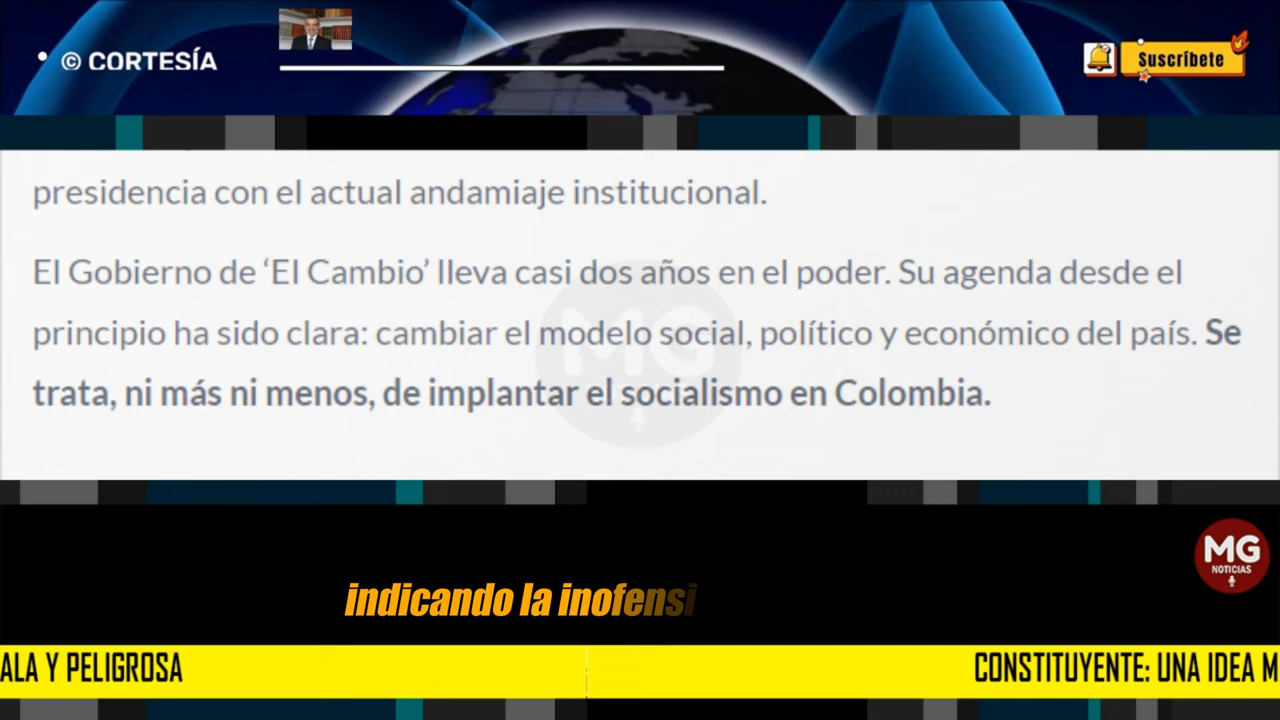 © CORTESÍA
Suscríbete
presidencia con el actual andamiaje institucional.
El Gobierno de ‘El Cambio’ lleva casi dos años en el poder. Su agenda desde el
principio ha sido clara: cambiar el modelo social, político y económico del país. Se
trata, ni más ni menos, de implantar el socialismo en Colombia.
MG
MG
NOTICIAS
indicando la inofensi
ALA Y PELIGROSA
CONSTITUYENTE: UNA IDEA M